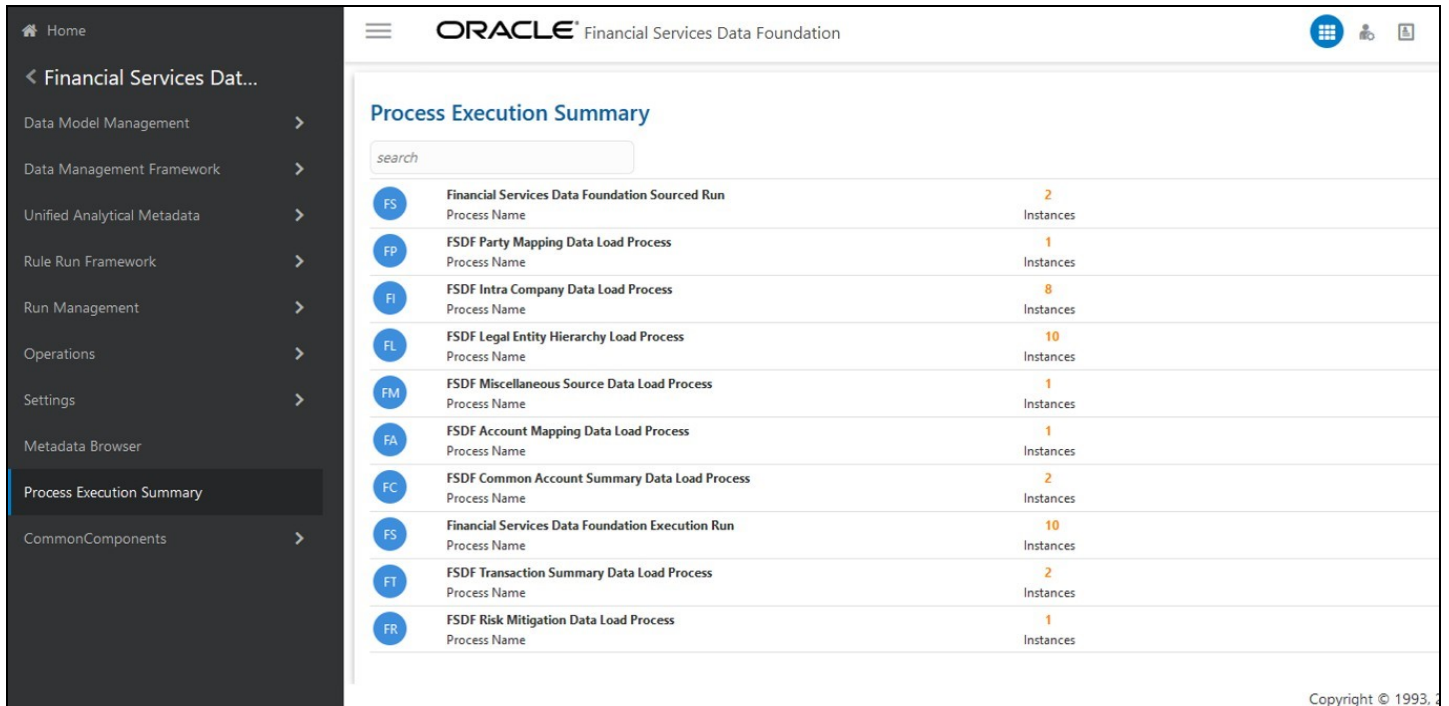 Home
Financial Services Dat...
Data Model Management
Data Management Framework
Unified Analytical Metadata
Rule Run Framework
Run Management
Operations
Settings
Metadata Browser
Process Execution Summary
CommonComponents
ORACLE® Financial Services Data Foundation
Process Execution Summary
search
FS Financial Services Data Foundation Sourced Run 2
Process Name Instances
FP FSDF Party Mapping Data Load Process 1
Process Name Instances
FI FSDF Intra Company Data Load Process 8
Process Name Instances
FL FSDF Legal Entity Hierarchy Load Process 10
Process Name Instances
FM FSDF Miscellaneous Source Data Load Process 1
Process Name Instances
FA FSDF Account Mapping Data Load Process 1
Process Name Instances
FC FSDF Common Account Summary Data Load Process 2
Process Name Instances
FS Financial Services Data Foundation Execution Run 10
Process Name Instances
FT FSDF Transaction Summary Data Load Process 2
Process Name Instances
FR FSDF Risk Mitigation Data Load Process 1
Process Name Instances
Copyright © 1993,